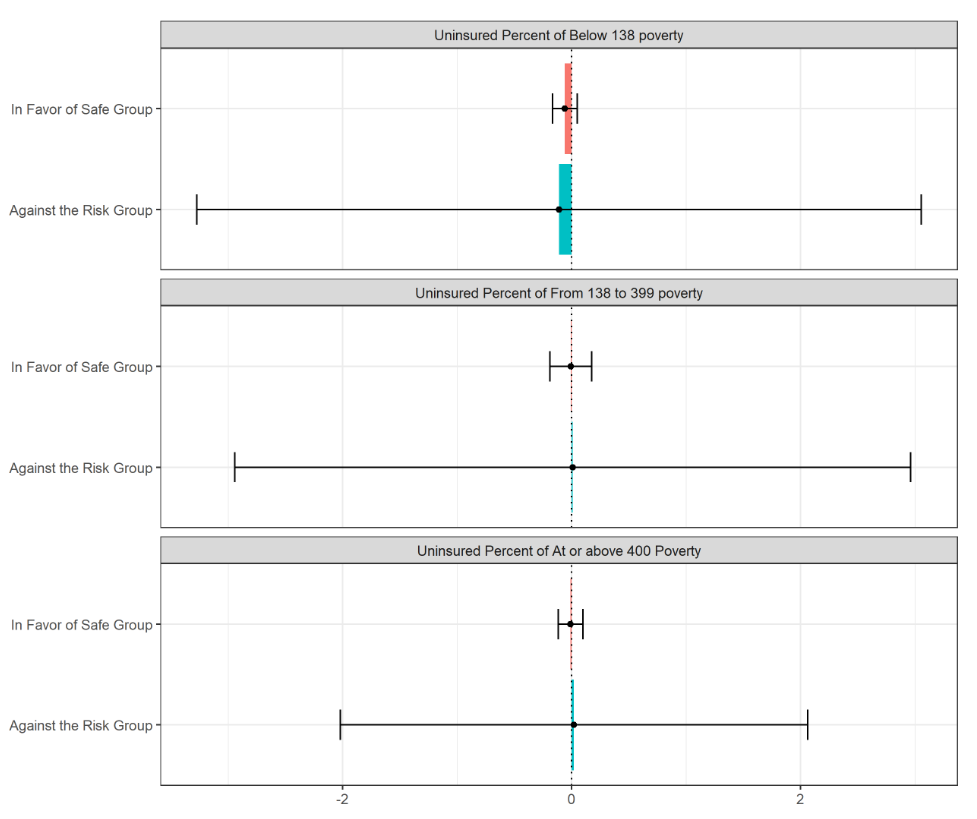 Uninsured Percent of Below 138 poverty
In Favor of Safe Group
Against the Risk Group
Uninsured Percent of From 138 to 399 poverty
In Favor of Safe Group
Against the Risk Group
Uninsured Percent of At or above 400 Poverty
In Favor of Safe Group
Against the Risk Group
-2 0 2